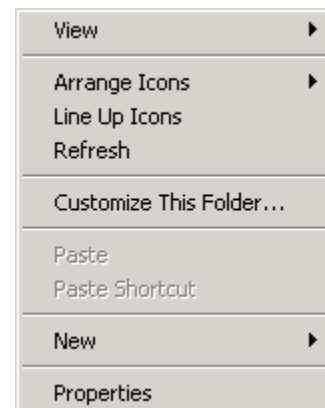 View
Arrange Icons
Line Up Icons
Refresh
Customize This Folder...
Paste
Paste Shortcut
New
Properties